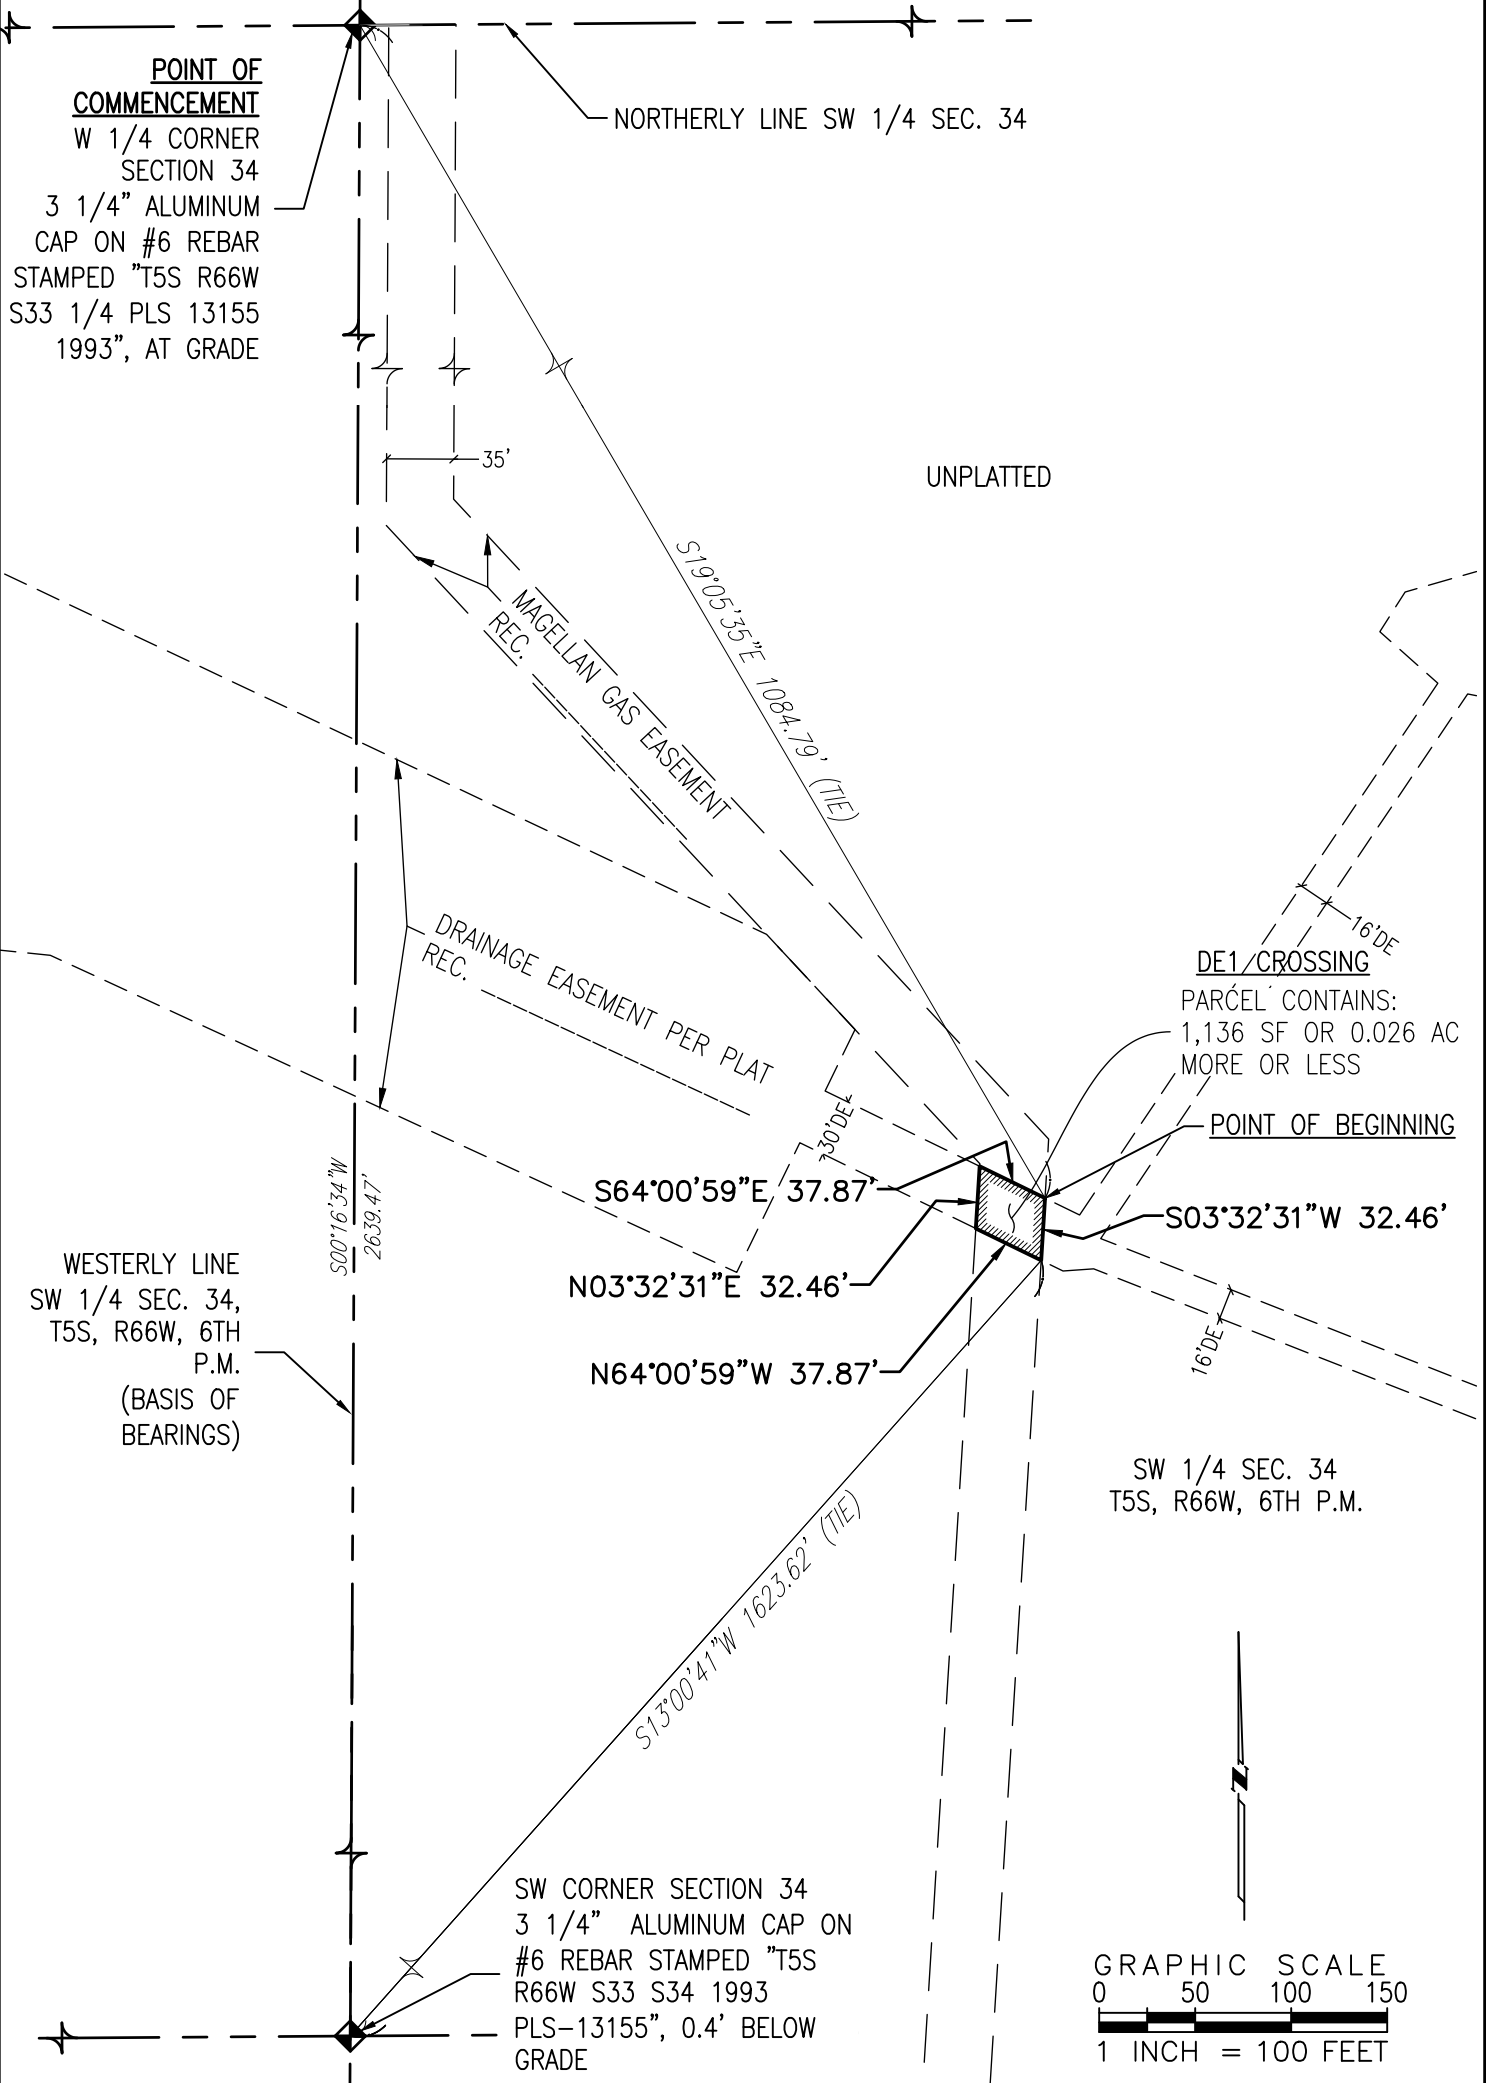 POINT OF
COMMENCEMENT
W 1/4 CORNER
SECTION 34
3 1/4" ALUMINUM
CAP ON #6 REBAR
STAMPED "T5S R66W
S33 1/4 PLS 13155
1993", AT GRADE
NORTHERLY LINE SW 1/4 SEC. 34
35'
UNPLATTED
S19°05'35"E 1084.79' (TIE)
MAGELLAN GAS EASEMENT
REC.
DRAINAGE EASEMENT PER PLAT
REC.
16'DE
DE1/CROSSING
PARCEL CONTAINS:
1,136 SF OR 0.026 AC
MORE OR LESS
POINT OF BEGINNING
30'DE
S64°00'59"E 37.87'
S03°32'31"W 32.46'
N03°32'31"E 32.46'
N64°00'59"W 37.87'
16'DE
S00°16'34"W
2639.47'
WESTERLY LINE
SW 1/4 SEC. 34,
T5S, R66W, 6TH
P.M.
(BASIS OF
BEARINGS)
SW 1/4 SEC. 34
T5S, R66W, 6TH P.M.
S13°00'41"W 1623.62' (TIE)
N
SW CORNER SECTION 34
3 1/4" ALUMINUM CAP ON
#6 REBAR STAMPED "T5S
R66W S33 S34 1993
PLS-13155", 0.4' BELOW
GRADE
GRAPHIC SCALE
0 50 100 150
1 INCH = 100 FEET